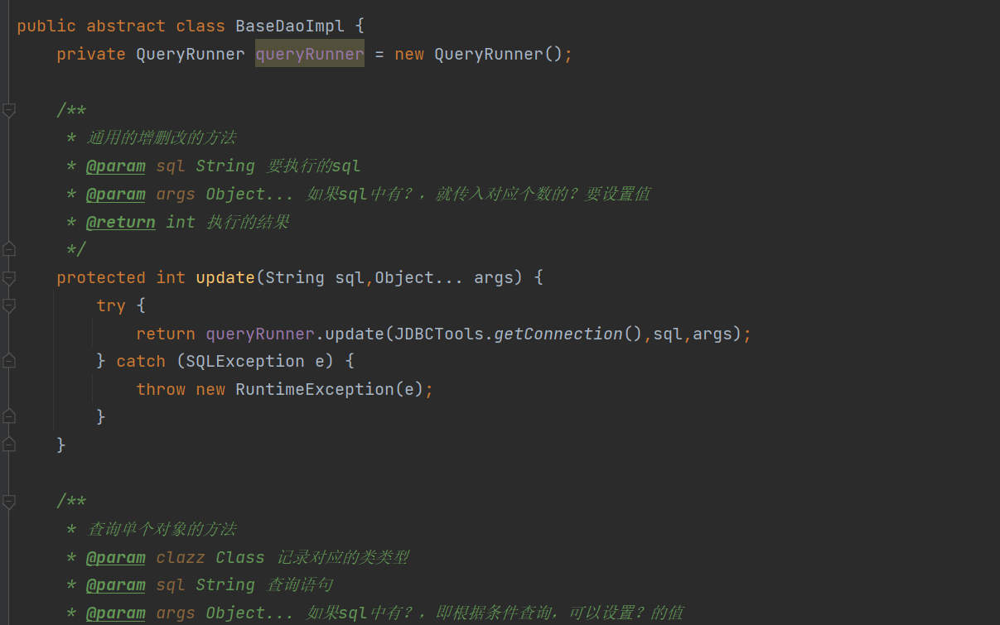 public abstract class BaseDaoImpl {
private QueryRunner queryRunner = new QueryRunner();
/**
* 通用的增删改的方法
* @param sql String 要执行的sql
* @param args Object... 如果sql中有？，就传入对应个数的？要设置值
* @return int 执行的结果
*/
protected int update(String sql,Object... args) {
try {
return queryRunner.update(JDBCTools.getConnection(),sql,args);
} catch (SQLException e) {
throw new RuntimeException(e);
}
}
/**
* 查询单个对象的方法
* @param clazz Class 记录对应的类类型
* @param sql String 查询语句
* @param args Object... 如果sql中有？，即根据条件查询，可以设置？的值